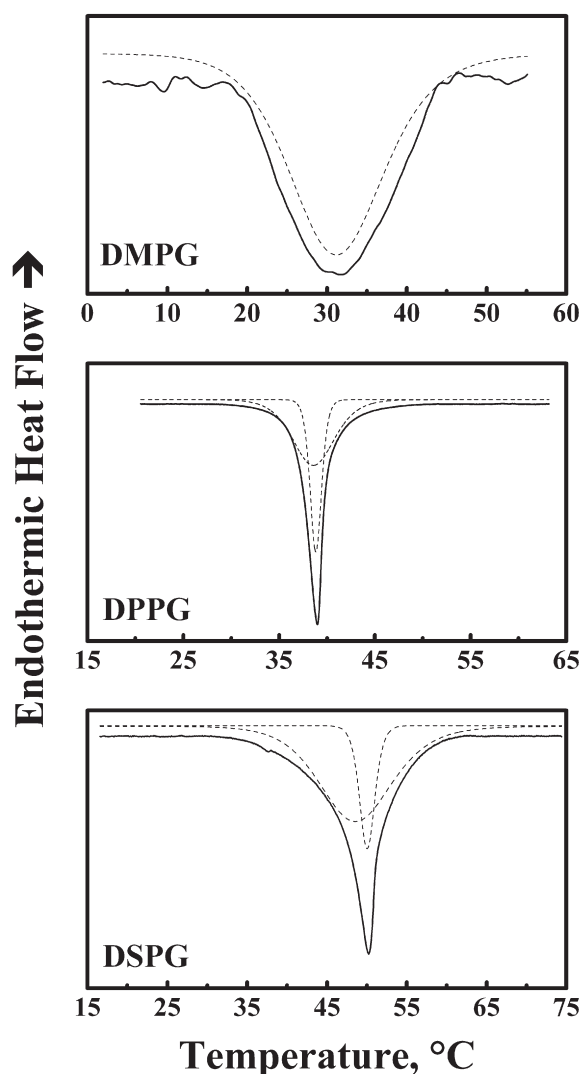 Endothermic Heat Flow →
DMPG
0 10 20 30 40 50 60
DPPG
15 25 35 45 55 65
DSPG
15 25 35 45 55 65 75
Temperature, °C